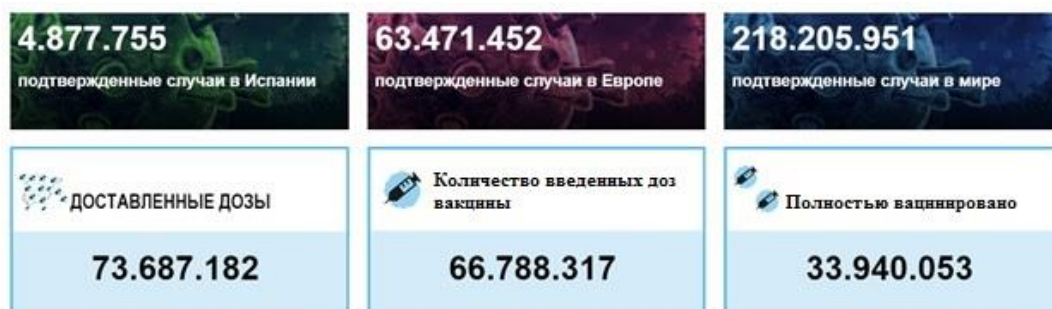 4.877.755
подтвержденные случаи в Испании
63.471.452
подтвержденные случаи в Европе
218.205.951
подтвержденные случаи в мире
ДОСТАВЛЕННЫЕ ДОЗЫ
73.687.182
Количество введенных доз
вакцины
66.788.317
Полностью вациинировано
33.940.053